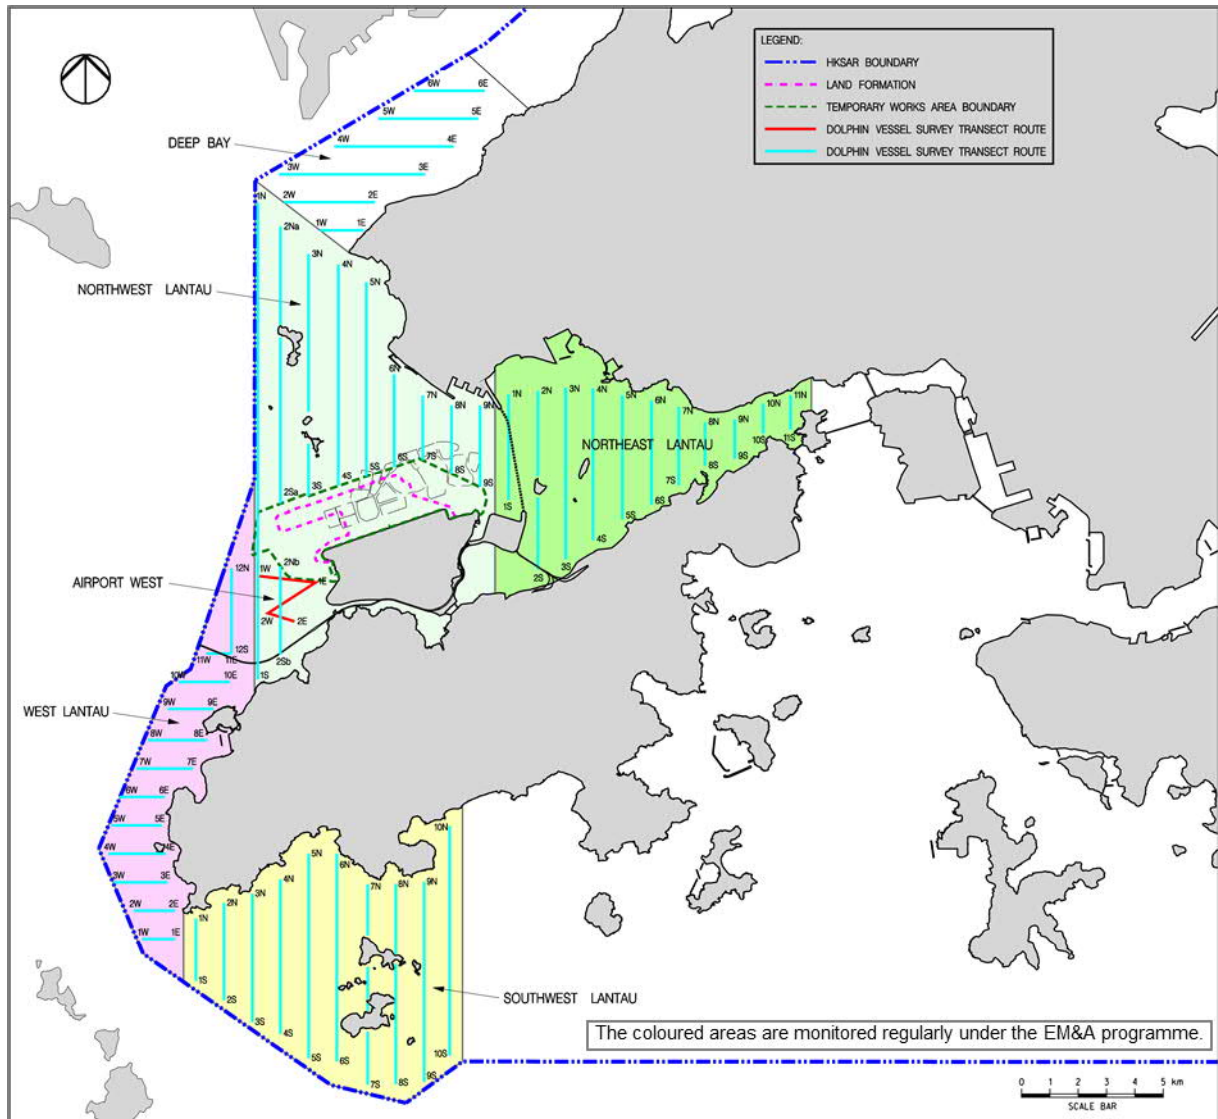 LEGEND:
HKSAR BOUNDARY
LAND FORMATION
TEMPORARY WORKS AREA BOUNDARY
DOLPHIN VESSEL SURVEY TRANSECT ROUTE
DOLPHIN VESSEL SURVEY TRANSECT ROUTE
6W 6E
5W 5E
DEEP BAY
4W 4E
3W 3E
2W 2E
1W 1E
1N
2Na
3N
4N
5N
NORTHWEST LANTAU
6N
7N
8N
9N
2Sa
3S
4S
5S
6S
7S
8S
9S
1N
2N
3N
4N
5N
6N
7N
8N
9N
10N
11N
NORTHEAST LANTAU
1S
2S
3S
4S
5S
6S
7S
8S
9S
10S
11S
AIRPORT WEST
1W
2Nb
1E
2W
2E
2Sb
1S
12N
12S
11W 11E
10W 10E
WEST LANTAU
9W 9E
8W 8E
7W 7E
6W 6E
5W 5E
4W 4E
3W 3E
2W 2E
1W 1E
1N
2N
3N
4N
5N
6N
7N
8N
9N
10N
1S
2S
3S
4S
5S
6S
7S
8S
9S
10S
SOUTHWEST LANTAU
The coloured areas are monitored regularly under the EM&A programme.
0 1 2 3 4 5 km
SCALE BAR